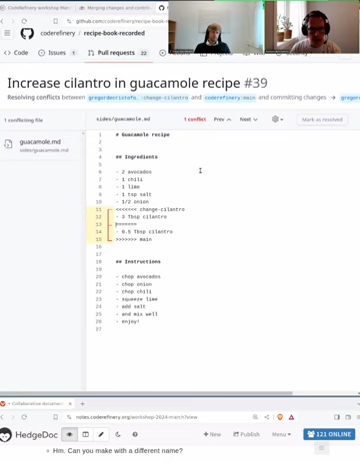 CodeRefinery workshop Mar
Merging changes and contrib
github.com/coderefinery/recipe-book-
coderefinery / recipe-book-recorded
Code
Issues 1
Pull requests 22
Increase cilantro in guacamole recipe #39
Resolving conflicts between
-change-cilantro and coderefinery:main and committing changes →
1 conflicting file
guacamole.md
sides/guacamole.md
sides/guacamole.md
1 conflict
Prev
Next
Mark as resolved
1 # Guacamole recipe
2
3
4 ## Ingredients
5
6 - 2 avocados
7 - 1 chili
8 - 1 lime
9 - 1 tsp salt
10 - 1/2 onion
11 <<<<<<< change-cilantro
12 - 3 Tbsp cilantro
13 =======
14 - 0.5 Tbsp cilantro
15 >>>>>>> main
16
17
18 ## Instructions
19
20 - chop avocados
21 - chop onion
22 - chop chili
23 - squeeze lime
24 - add salt
25 - and mix well
26 - enjoy!
27
Collaborative documen
notes.coderefinery.org/workshop-2024-march?view
HedgeDoc
+ New
Publish
Menu
121 ONLINE
Hm. Can you make with a different name?